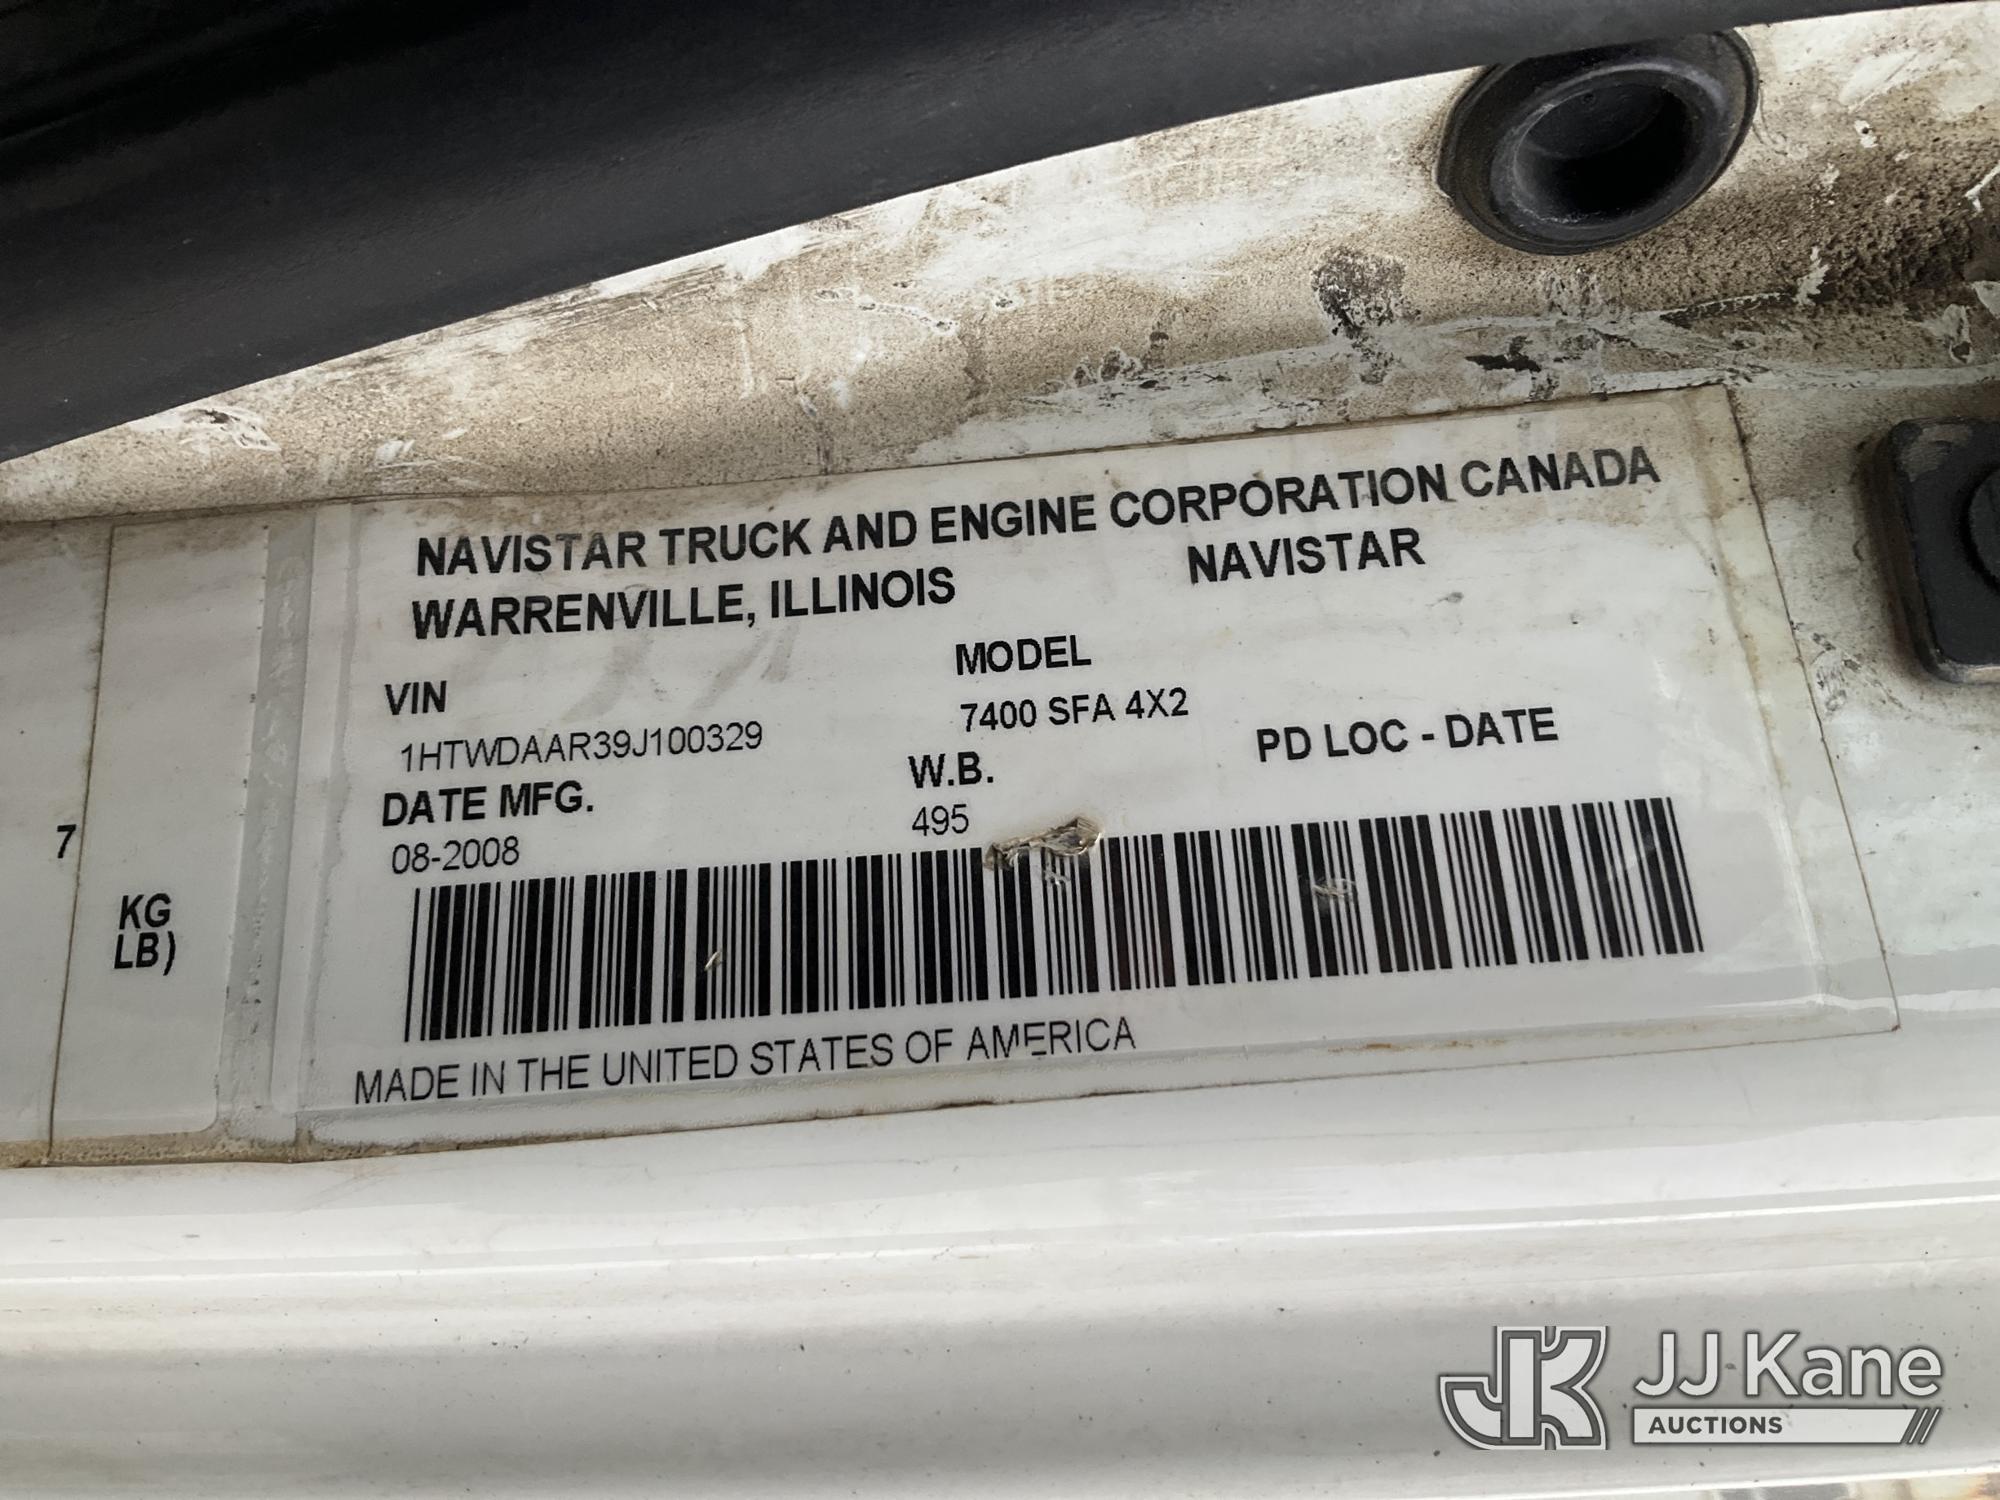 NAVISTAR TRUCK AND ENGINE CORPORATION CANADA
WARRENVILLE, ILLINOIS NAVISTAR
VIN MODEL
1HTWDAAR39J100329 7400 SFA 4X2
DATE MFG. W.B. PD LOC - DATE
08-2008 495
7
KG
LB)
MADE IN THE UNITED STATES OF AMERICA
JK JJ Kane
AUCTIONS